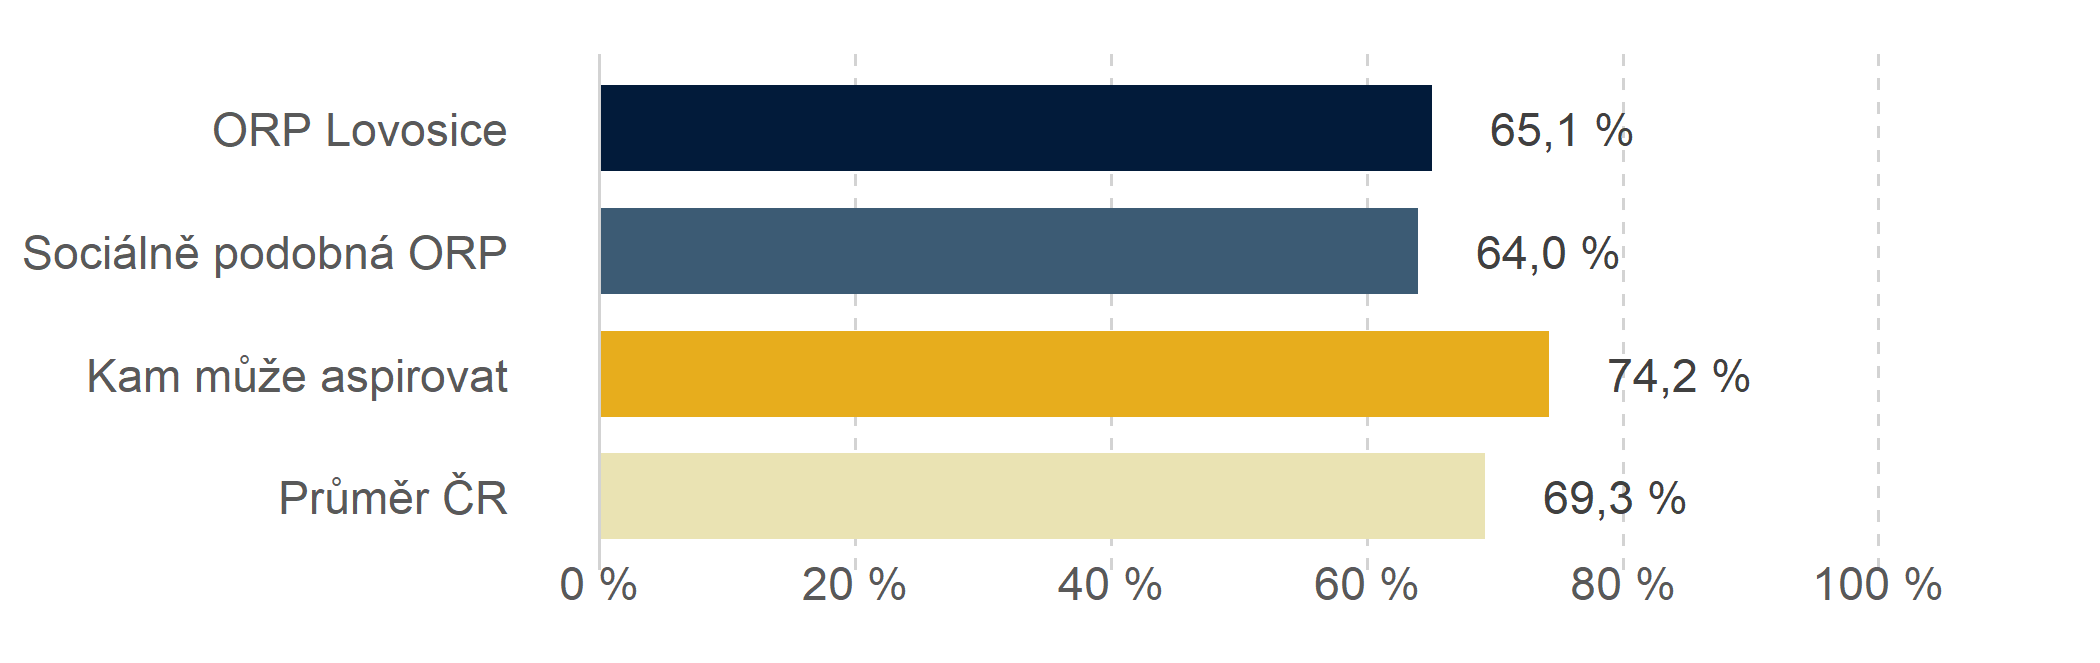 ORP Lovosice
65,1 %
Sociálně podobná ORP
64,0 %
Kam může aspirovat
74,2 %
Průměr ČR
69,3 %
0 %
20 %
40 %
60 %
80 %
100 %